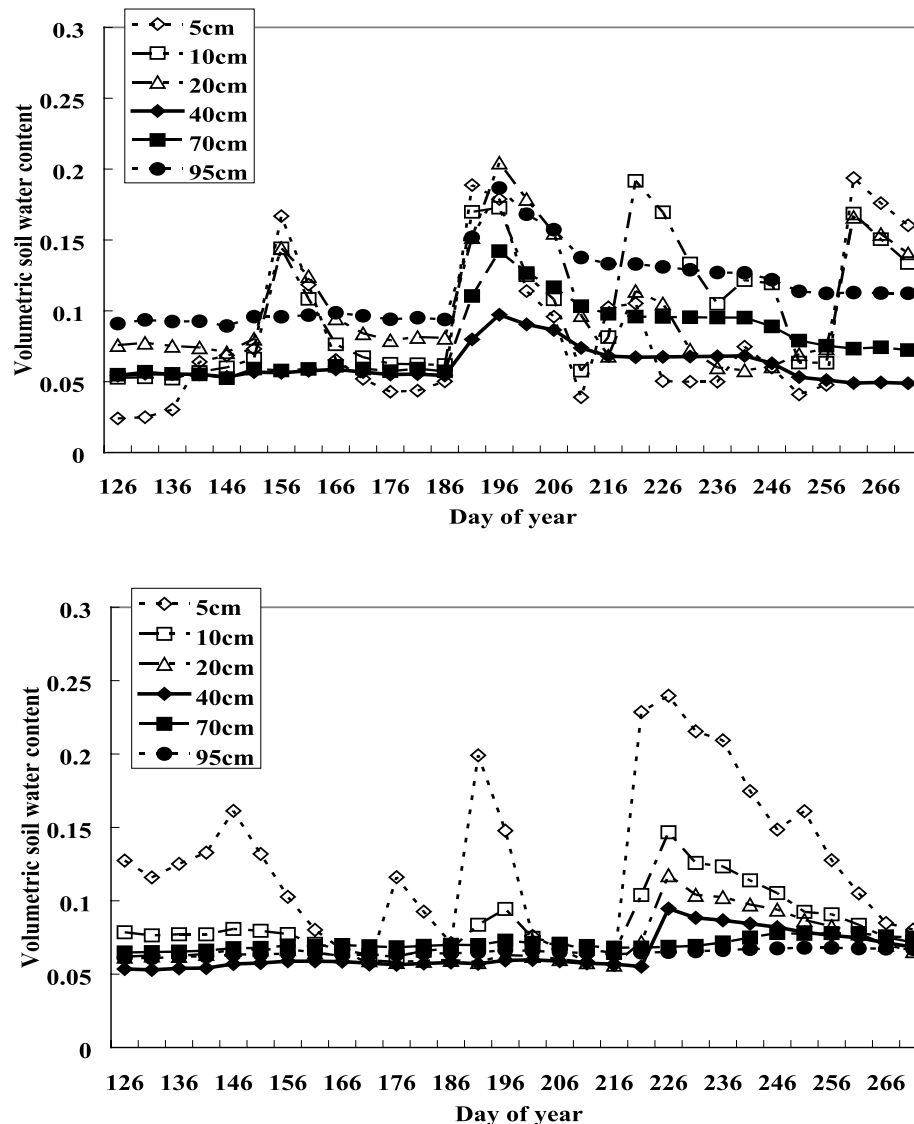 0.3
0.25
0.2
0.15
0.1
0.05
0
Volumetric soil water content
5cm
10cm
20cm
40cm
70cm
95cm
126 136 146 156 166 176 186 196 206 216 226 236 246 256 266
Day of year
0.3
0.25
0.2
0.15
0.1
0.05
0
Volumetric soil water content
5cm
10cm
20cm
40cm
70cm
95cm
126 136 146 156 166 176 186 196 206 216 226 236 246 256 266
Day of year